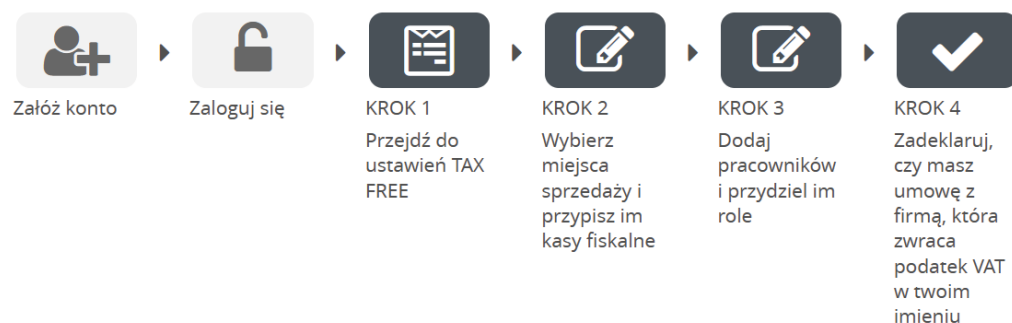 Załóż konto
Zaloguj się
KROK 1
Przejdź do
ustawień TAX
FREE
KROK 2
Wybierz
miejsca
sprzedaży i
przypisz im
kasy fiskalne
KROK 3
Dodaj
pracowników
i przydziel im
role
KROK 4
Zadeklaruj,
czy masz
umowę z
firmą, która
zwraca
podatek VAT
w twoim
imieniu